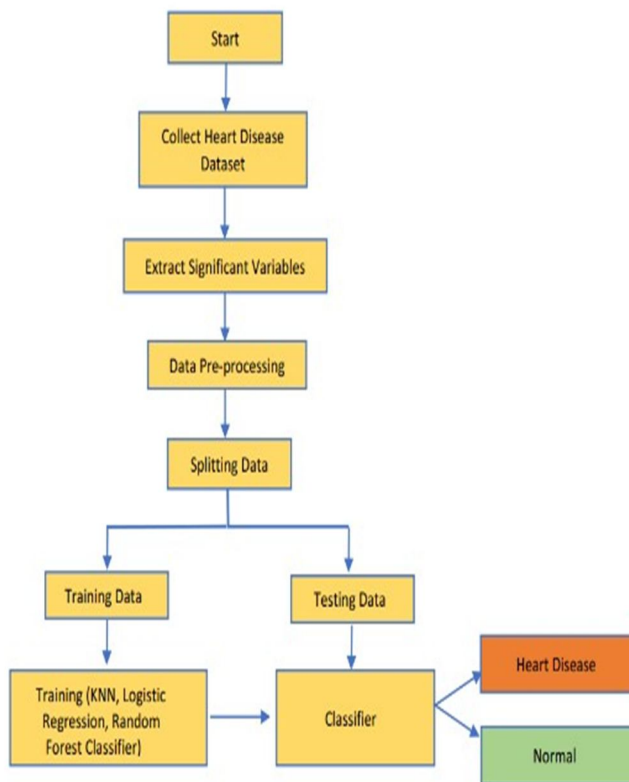 Start
Collect Heart Disease
Dataset
Extract Significant Variables
Data Pre-processing
Splitting Data
Training Data
Testing Data
Training (KNN, Logistic
Regression, Random
Forest Classifier)
Classifier
Heart Disease
Normal